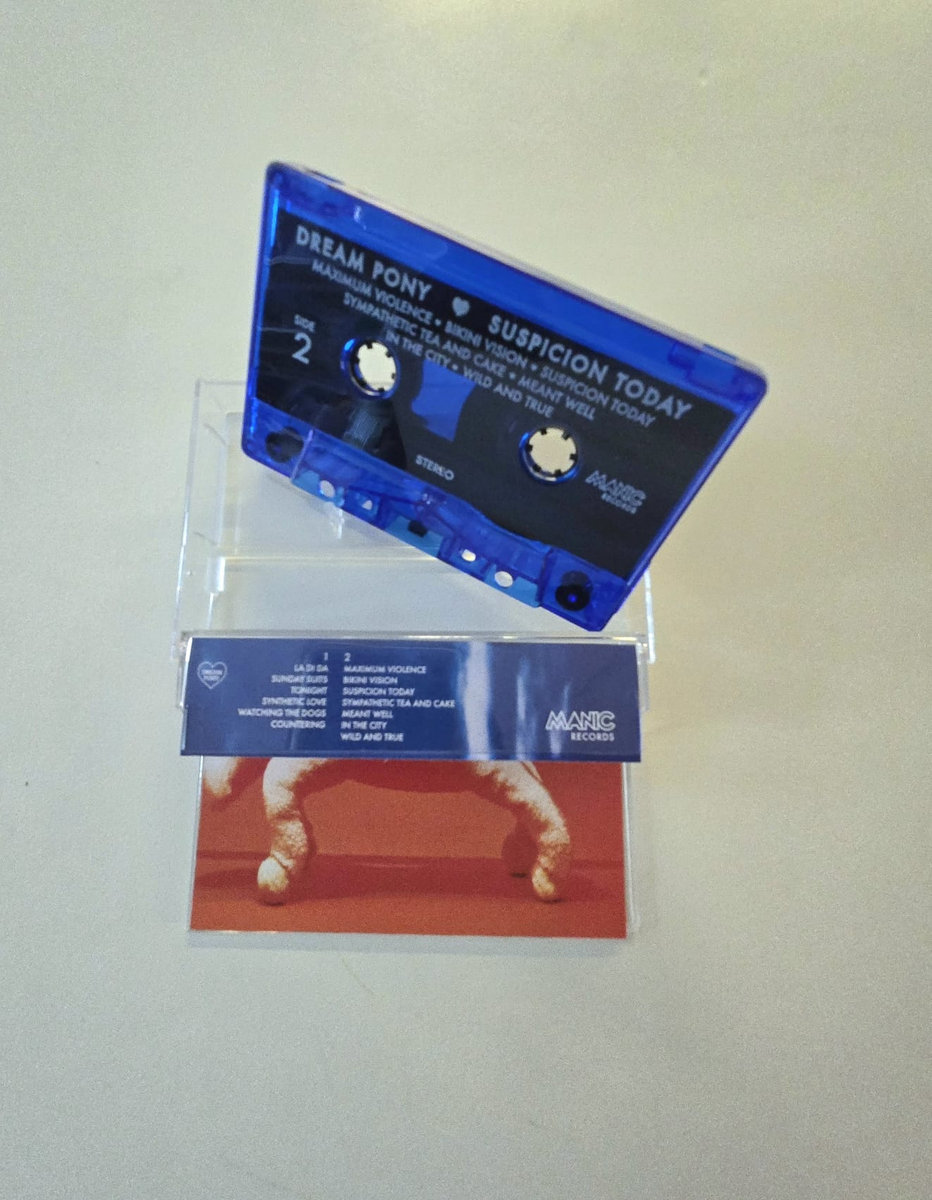 DREAM PONY ♥ SUSPICION TODAY
MAXIMUM VIOLENCE • BIKINI VISION • SUSPICION TODAY
SYMPATHETIC TEA AND CAKE • MEANT WELL
IN THE CITY • WILD AND TRUE
SIDE
2
STEREO
MANIC
RECORDS
1
LA DI DA
SUNDAY SUITS
TONIGHT
SYNTHETIC LOVE
WATCHING THE DOGS
COUNTERING
2
MAXIMUM VIOLENCE
BIKINI VISION
SUSPICION TODAY
SYMPATHETIC TEA AND CAKE
MEANT WELL
IN THE CITY
WILD AND TRUE
MANIC
RECORDS